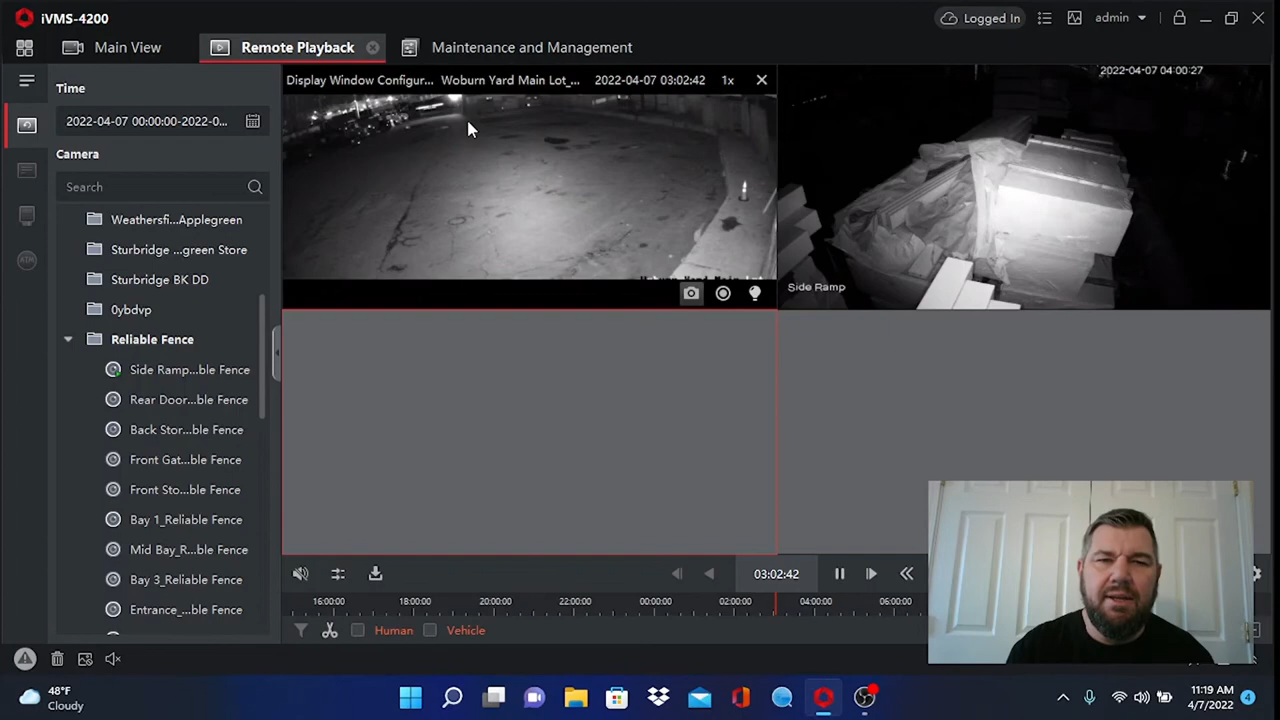 iVMS-4200
Logged In
admin
Main View
Remote Playback
Maintenance and Management
Time
2022-04-07 00:00:00-2022-0...
Camera
Search
Weathersfi...Applegreen
Sturbridge ...green Store
Sturbridge BK DD
0ybdvp
Reliable Fence
Side Ramp...ble Fence
Rear Door...ble Fence
Back Stor...ble Fence
Front Gat...ble Fence
Front Sto...ble Fence
Bay 1_Reliable Fence
Mid Bay_R...ble Fence
Bay 3_Reliable Fence
Entrance_...ble Fence
Display Window Configur...
Woburn Yard Main Lot_...
2022-04-07 03:02:42
1x
2022-04-07 04:00:27
Side Ramp
03:02:42
16:00:00
18:00:00
20:00:00
22:00:00
00:00:00
02:00:00
04:00:00
06:00:00
Human
Vehicle
48°F
Cloudy
11:19 AM
4/7/2022
4